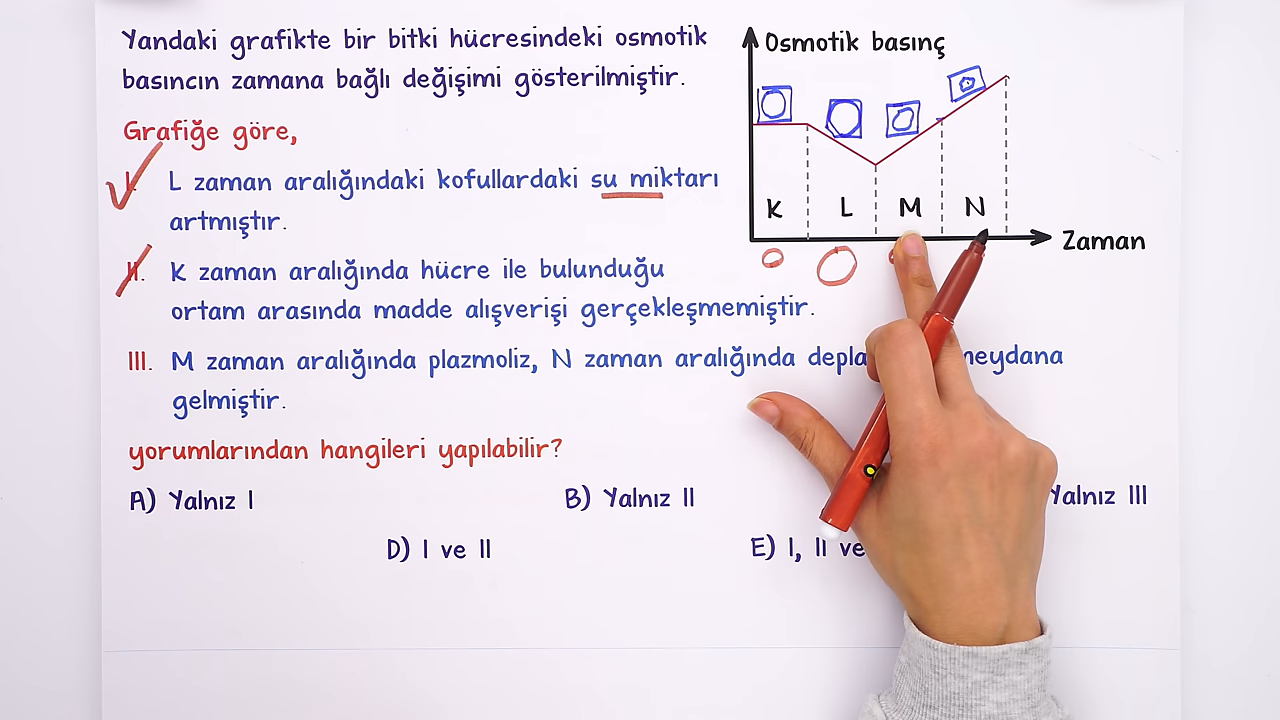 Yandaki grafikte bir bitki hücresindeki osmotik
basıncın zamana bağlı değişimi gösterilmiştir.
Grafiğe göre,
I. L zaman aralığındaki kofullardaki su miktarı
artmıştır.
II. K zaman aralığında hücre ile bulunduğu
ortam arasında madde alışverişi gerçekleşmemiştir.
III. M zaman aralığında plazmoliz, N zaman aralığında
gelmiştir.
yorumlarından hangileri yapılabilir?
A) Yalnız I
B) Yalnız II
Yalnız III
D) I ve II
E) I, II ve
Osmotik basınç
K L M N
Zaman